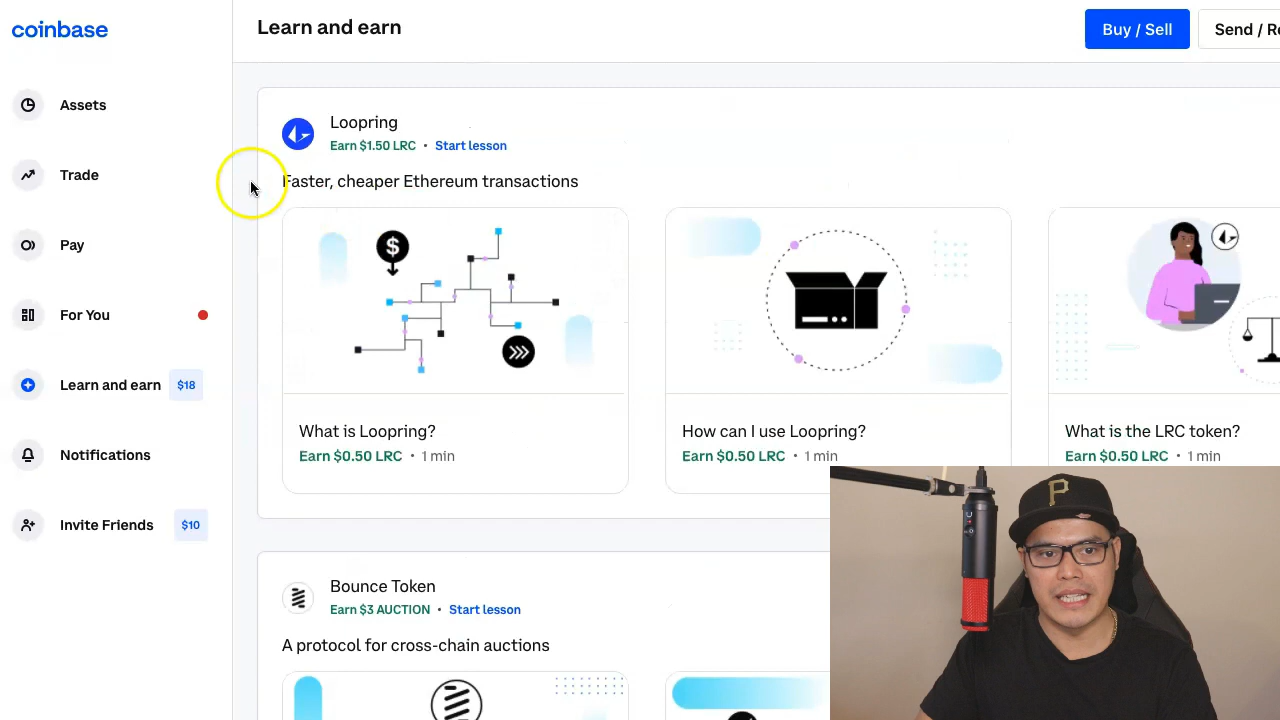 coinbase
Learn and earn
Buy / Sell
Send / Re
Assets
Trade
Pay
For You
Learn and earn $18
Notifications
Invite Friends $10
Loopring
Earn $1.50 LRC • Start lesson
Faster, cheaper Ethereum transactions
$
What is Loopring?
Earn $0.50 LRC • 1 min
How can I use Loopring?
Earn $0.50 LRC • 1 min
What is the LRC token?
Earn $0.50 LRC • 1 min
Bounce Token
Earn $3 AUCTION • Start lesson
A protocol for cross-chain auctions
P